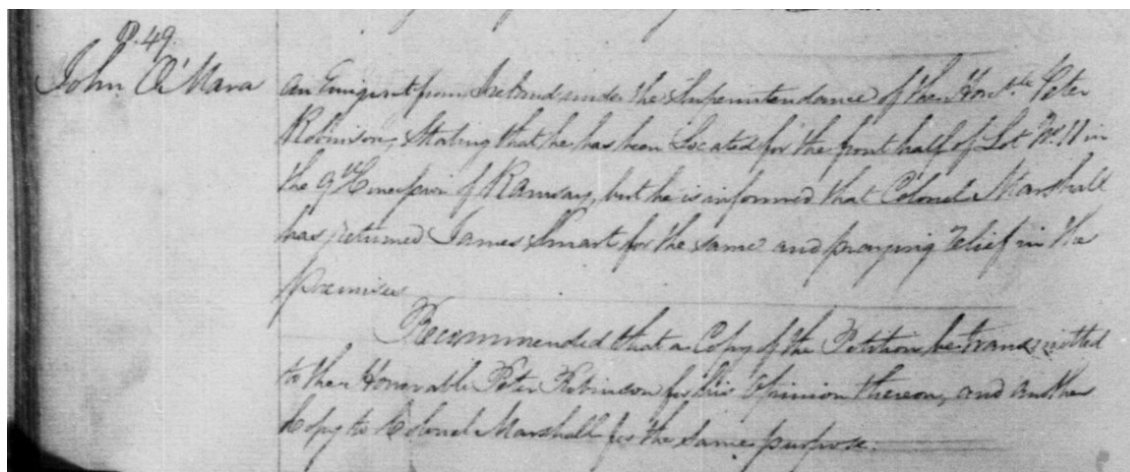 P. 49.
John O'Mara
An Emigrant from Ireland under the Superintendance of the Hon'ble Peter
Robinson, Stating that he has been Located for the front half of Lot No. 11 in
the 9th Concession of Ramsay, but he is informed that Colonel Marshall
has returned James Smart for the same and praying relief in the
premises
Recommended that a Copy of the Petition be transmitted
to the Honorable Peter Robinson for his Opinion thereon, and another
Copy to Colonel Marshall for the same purpose.